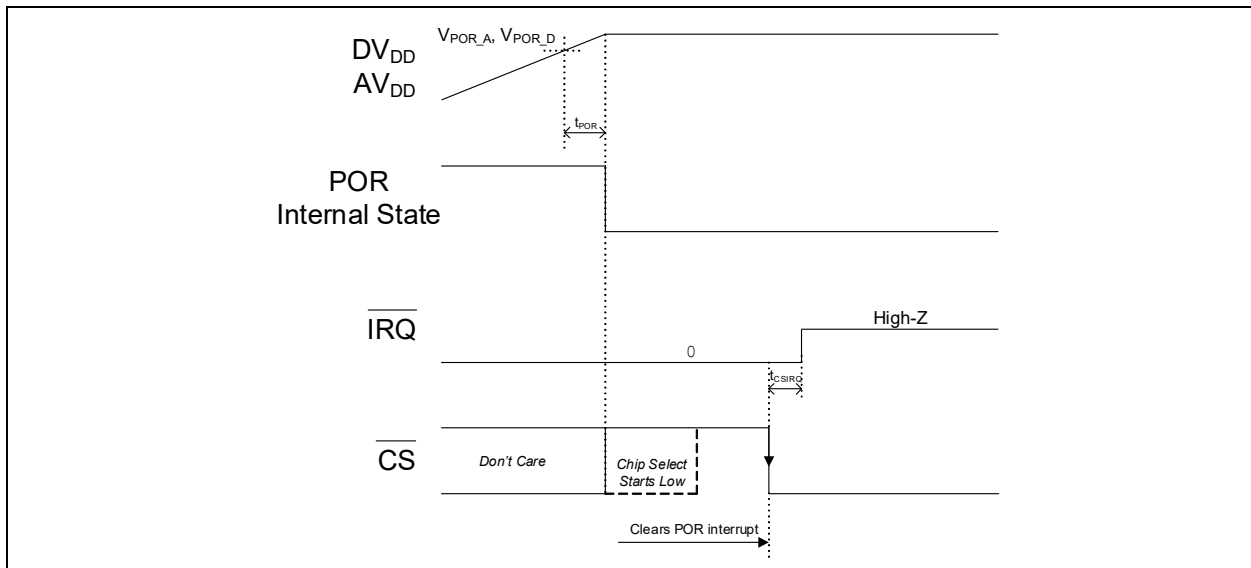 V_POR_A, V_POR_D
DV_DD
AV_DD
t_POR
POR
Internal State
IRQ
High-Z
0
t_CSIRQ
CS
Don't Care
Chip Select
Starts Low
Clears POR interrupt